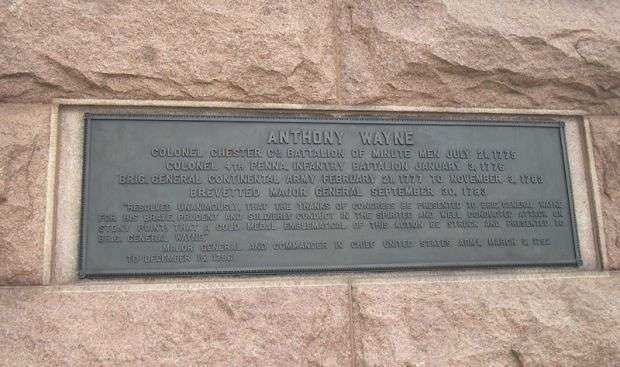 ANTHONY WAYNE
COLONEL CHESTER CO. BATTALION OF MINUTE MEN JULY 21, 1775
COLONEL 4TH PENNA. INFANTRY BATTALION JANUARY 3, 1776
BRIG. GENERAL CONTINENTAL ARMY FEBRUARY 21, 1777 TO NOVEMBER 3, 1783
BREVETTED MAJOR GENERAL SEPTEMBER 30, 1783
"RESOLVED UNANIMOUSLY, THAT THE THANKS OF CONGRESS BE PRESENTED TO BRIG. GENERAL WAYNE
FOR HIS BRAVE, PRUDENT AND SOLDIERLY CONDUCT IN THE SPIRITED AND WELL CONDUCTED ATTACK ON
STONY POINT; THAT A GOLD MEDAL EMBLEMATICAL OF THIS ACTION BE STRUCK AND PRESENTED TO
BRIG. GENERAL WAYNE"
MAJOR GENERAL AND COMMANDER IN CHIEF UNITED STATES ARMY, MARCH 5, 1792
TO DECEMBER 15,